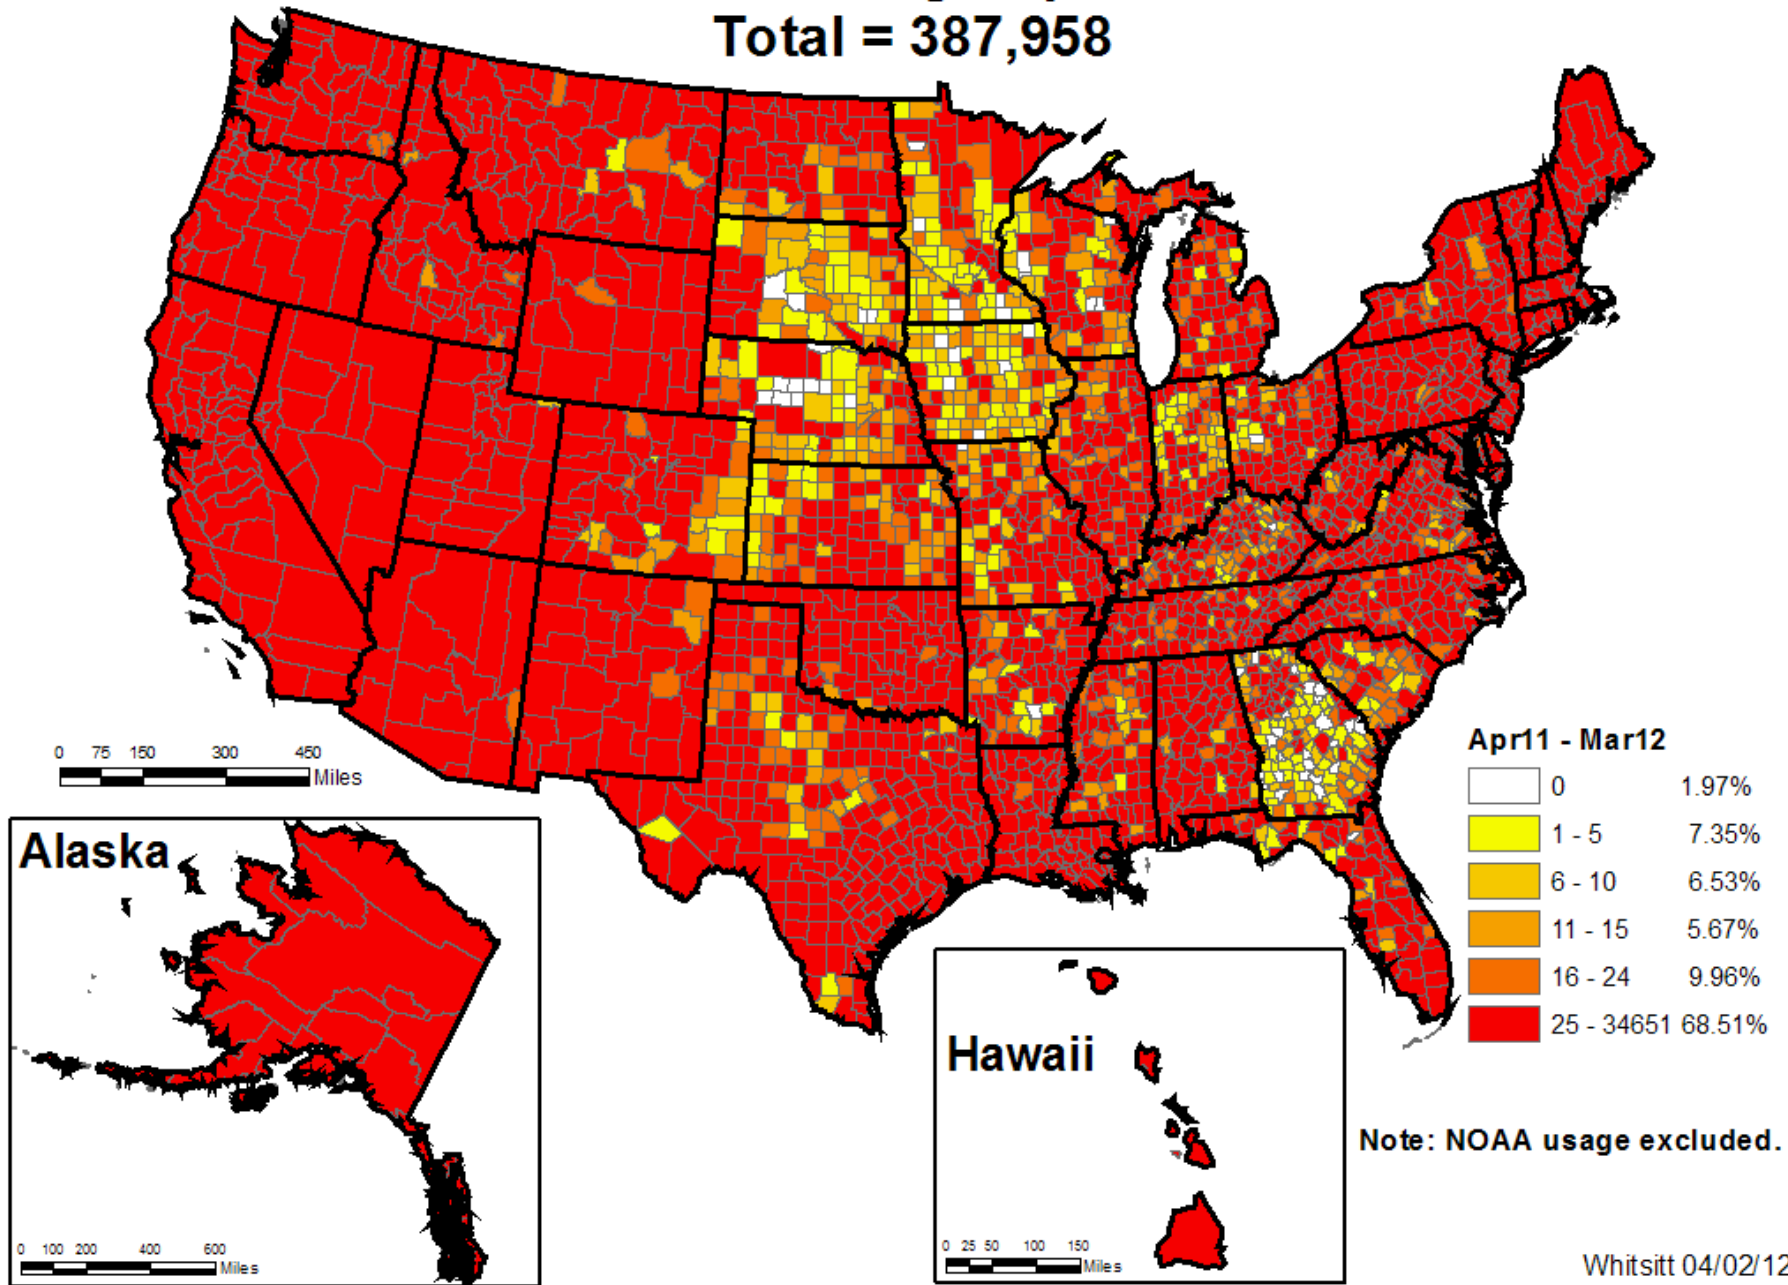 Total = 387,958
Apr11 - Mar12
0 1.97%
1 - 5 7.35%
6 - 10 6.53%
11 - 15 5.67%
16 - 24 9.96%
25 - 34651 68.51%
0 75 150 300 450
Miles
Alaska
0 100 200 400 600
Miles
Hawaii
0 25 50 100 150
Miles
Note: NOAA usage excluded.
Whitsitt 04/02/12